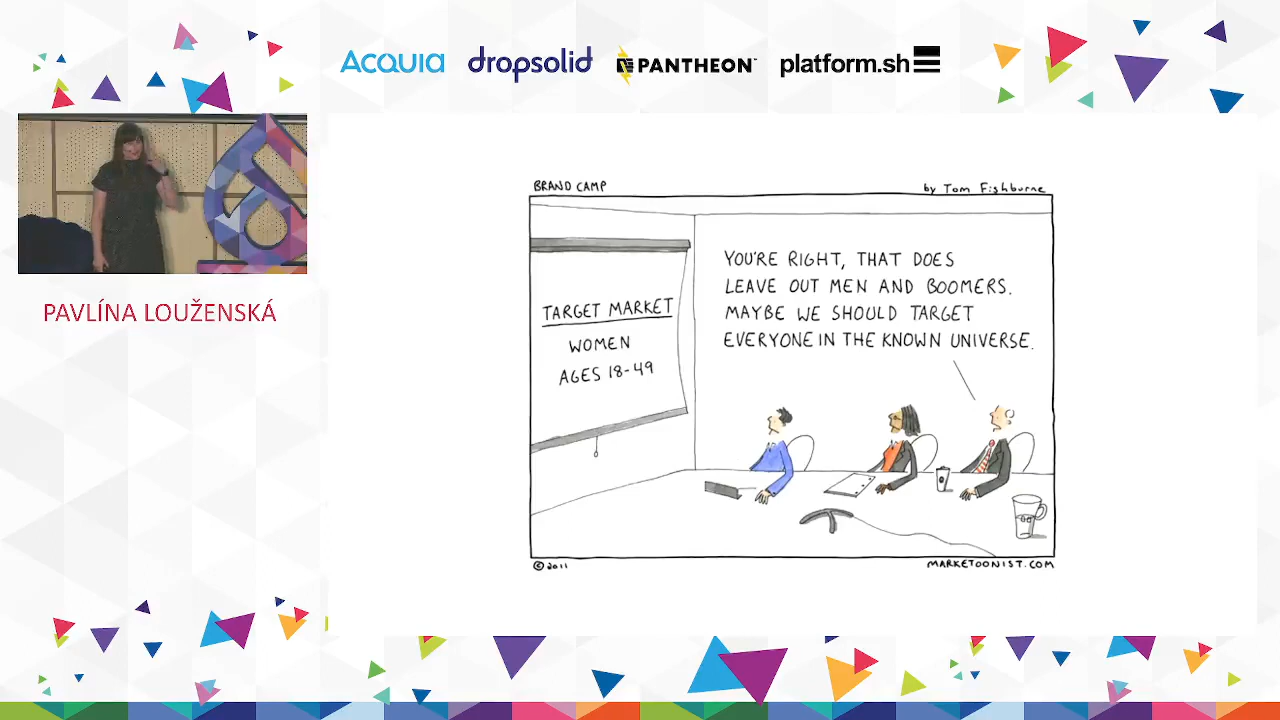 Acquia dropsolid PANTHEON platform.sh
PAVLÍNA LOUŽENSKÁ
BRAND CAMP
by Tom Fishburne
TARGET MARKET
WOMEN
AGES 18-49
YOU'RE RIGHT, THAT DOES
LEAVE OUT MEN AND BOOMERS.
MAYBE WE SHOULD TARGET
EVERYONE IN THE KNOWN UNIVERSE.
© 2011
MARKETOONIST.COM